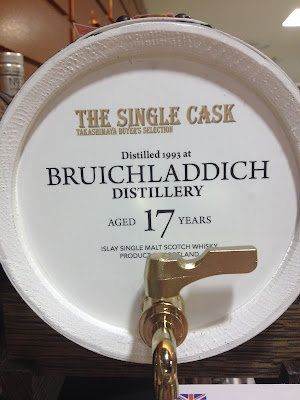 THE SINGLE CASK
TAKASHIMAYA BUYER'S SELECTION
Distilled 1993 at
BRUICHLADDICH
DISTILLERY
AGED 17 YEARS
ISLAY SINGLE MALT SCOTCH WHISKY